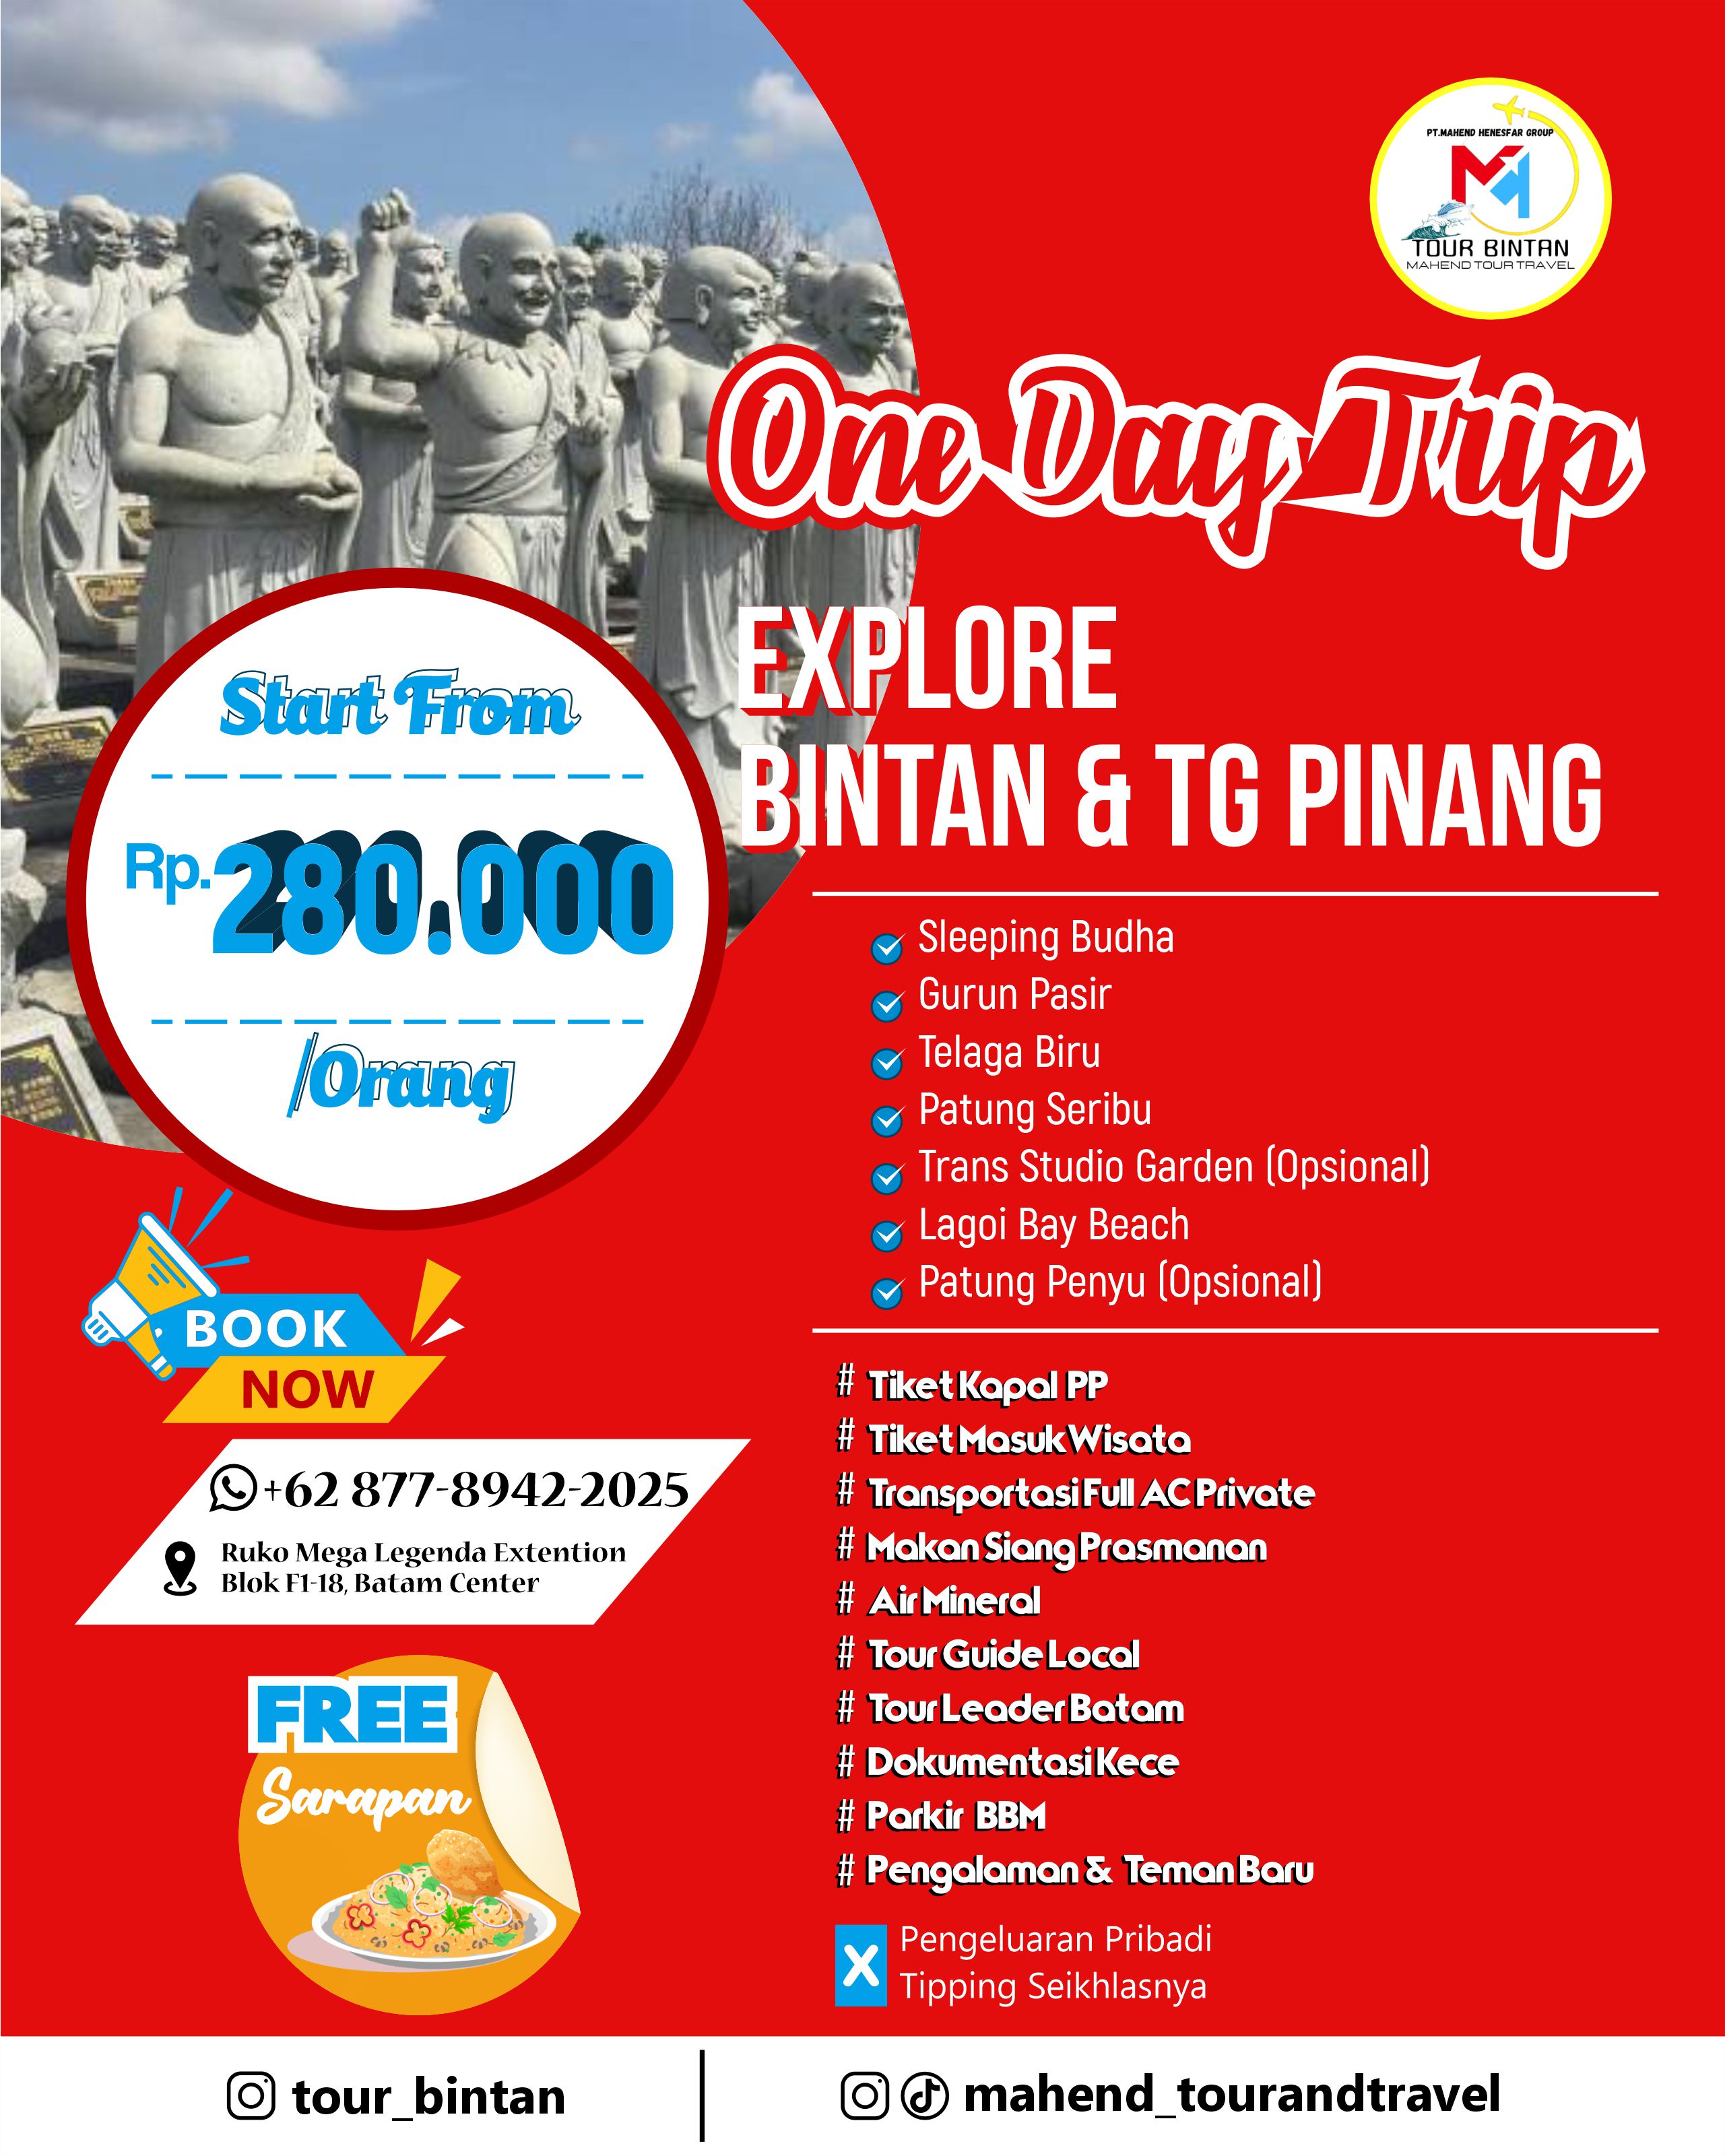 PT.MAHEND HENESFAR GROUP
TOUR BINTAN
MAHEND TOUR TRAVEL
One Day Trip
EXPLORE
BINTAN & TG PINANG
Start From
Rp.280.000
/Orang
Sleeping Budha
Gurun Pasir
Telaga Biru
Patung Seribu
Trans Studio Garden (Opsional)
Lagoi Bay Beach
Patung Penyu (Opsional)
# Tiket Kapal PP
# Tiket Masuk Wisata
# Transportasi Full AC Private
# Makan Siang Prasmanan
# Air Mineral
# Tour Guide Local
# Tour Leader Batam
# Dokumentasi Kece
# Parkir BBM
# Pengalaman & Teman Baru
X Pengeluaran Pribadi
Tipping Seikhlasnya
BOOK
NOW
+62 877-8942-2025
Ruko Mega Legenda Extention
Blok F1-18, Batam Center
FREE
Sarapan
tour_bintan
mahend_tourandtravel